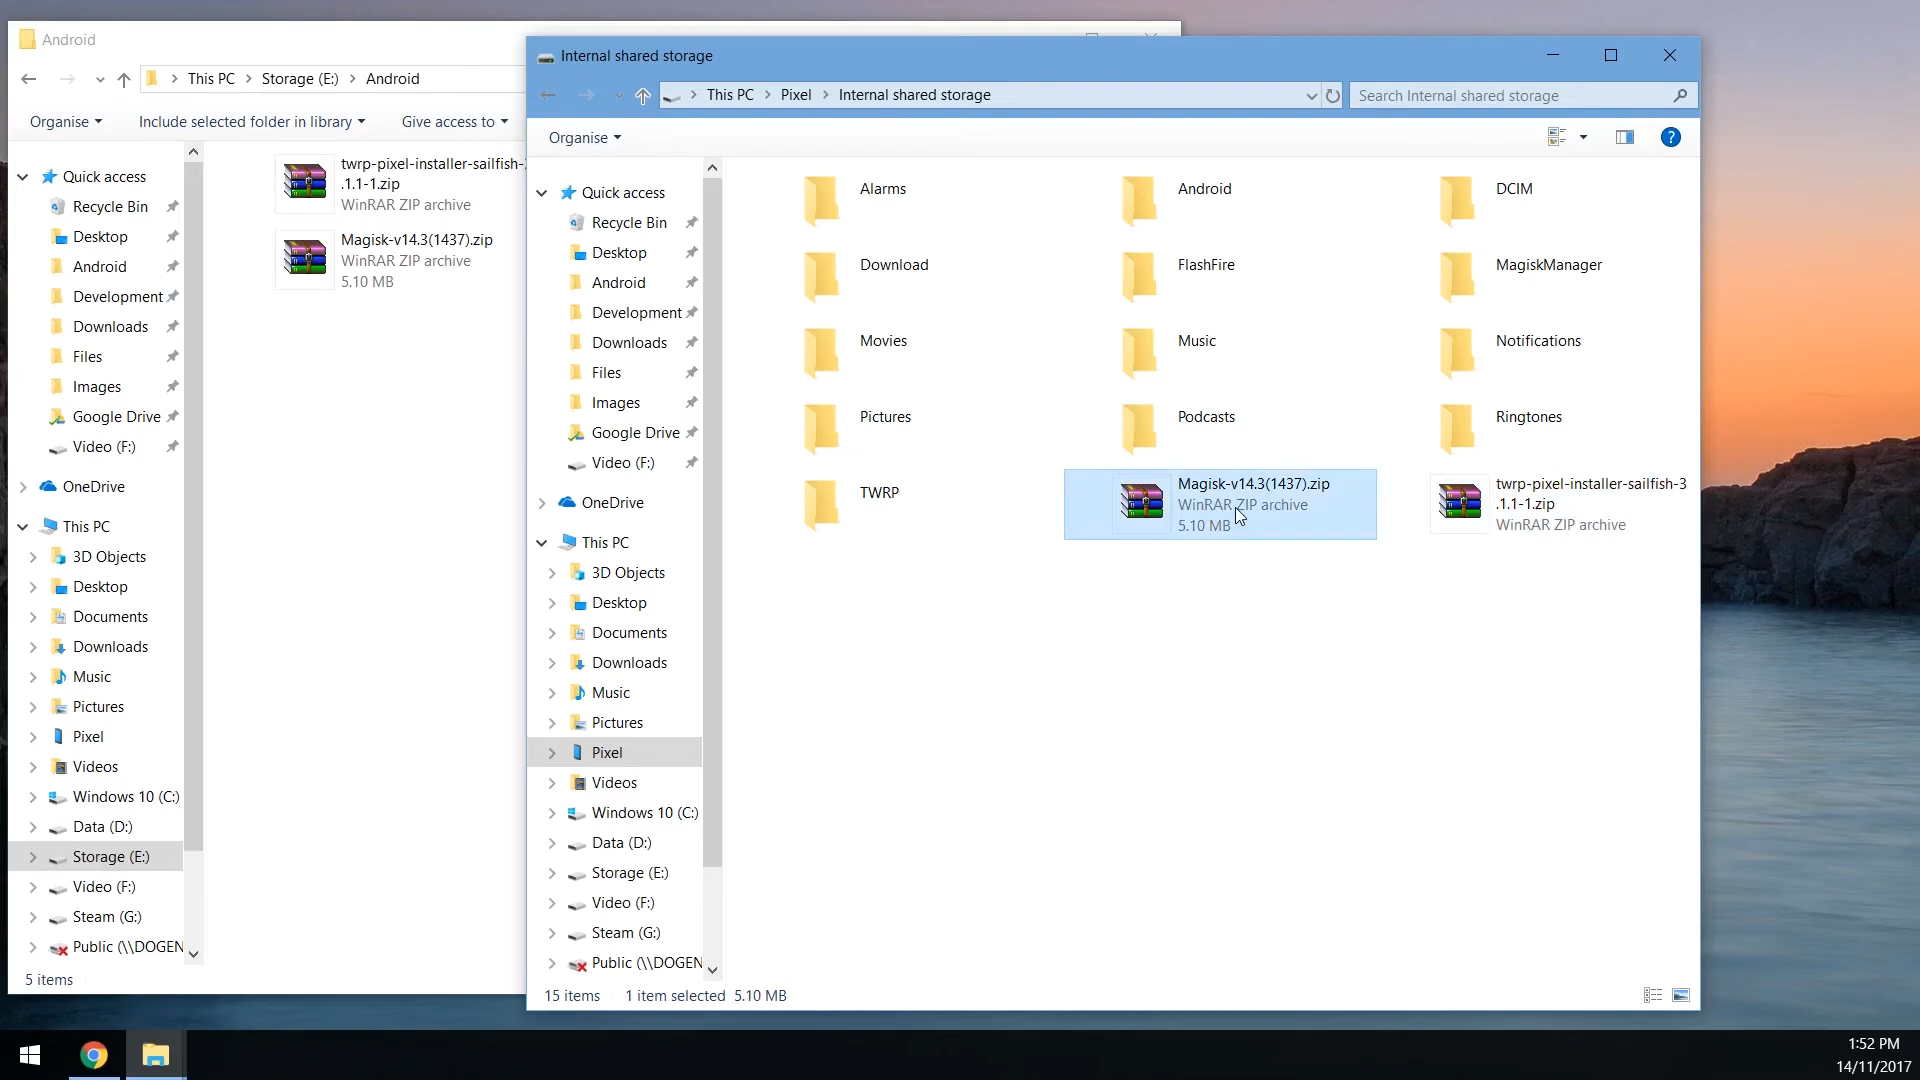 Android
This PC
Storage (E:)
Android
Organise
Include selected folder in library
Give access to
Quick access
Recycle Bin
Desktop
Android
Development
Downloads
Files
Images
Google Drive
Video (F:)
OneDrive
This PC
3D Objects
Desktop
Documents
Downloads
Music
Pictures
Pixel
Videos
Windows 10 (C:)
Data (D:)
Storage (E:)
Video (F:)
Steam (G:)
Public (\\DOGEN
5 items
twrp-pixel-installer-sailfish-
.1.1-1.zip
WinRAR ZIP archive
Magisk-v14.3(1437).zip
WinRAR ZIP archive
5.10 MB
Internal shared storage
This PC
Pixel
Internal shared storage
Search Internal shared storage
Organise
?
Quick access
Recycle Bin
Desktop
Android
Development
Downloads
Files
Images
Google Drive
Video (F:)
OneDrive
This PC
3D Objects
Desktop
Documents
Downloads
Music
Pictures
Pixel
Videos
Windows 10 (C:)
Data (D:)
Storage (E:)
Video (F:)
Steam (G:)
Public (\\DOGEN
Alarms
Android
DCIM
Download
FlashFire
MagiskManager
Movies
Music
Notifications
Pictures
Podcasts
Ringtones
TWRP
Magisk-v14.3(1437).zip
WinRAR ZIP archive
5.10 MB
twrp-pixel-installer-sailfish-3
.1.1-1.zip
WinRAR ZIP archive
15 items
1 item selected 5.10 MB
1:52 PM
14/11/2017